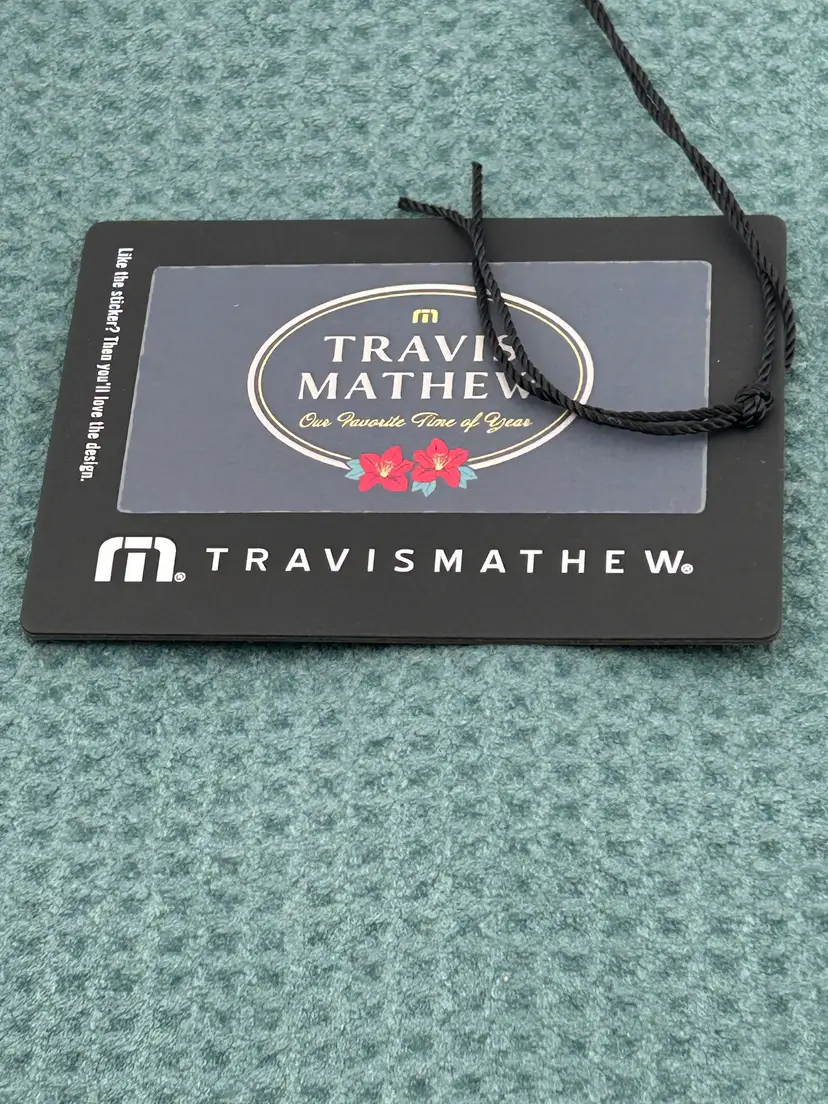 Like the sticker? Then you'll love the design.
TRAVIS
MATHEW
Our Favorite Time of Year
TRAVISMATHEW®